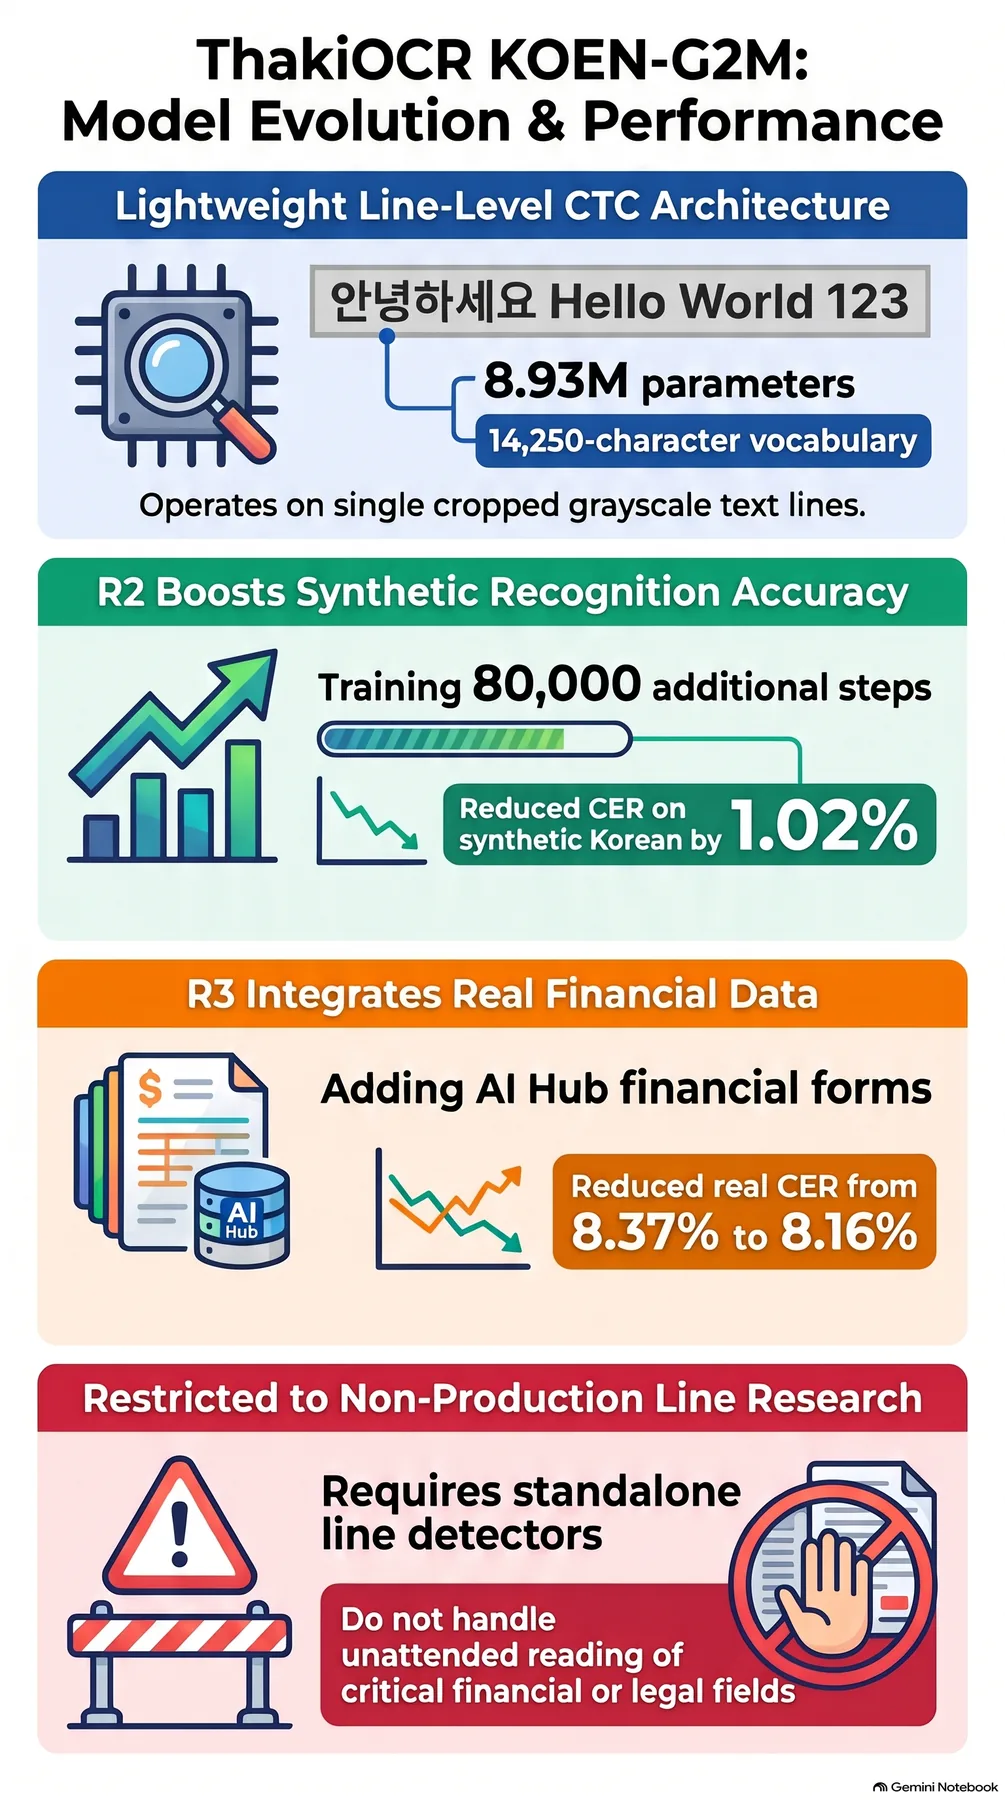 ThakiOCR KOEN-G2M:
Model Evolution & Performance
Lightweight Line-Level CTC Architecture
안녕하세요 Hello World 123
8.93M parameters
14,250-character vocabulary
Operates on single cropped grayscale text lines.
R2 Boosts Synthetic Recognition Accuracy
Training 80,000 additional steps
Reduced CER on
synthetic Korean by
1.02%
R3 Integrates Real Financial Data
$
AI
Hub
Adding AI Hub financial forms
Reduced real CER from
8.37% to 8.16%
Restricted to Non-Production Line Research
Requires standalone
line detectors
Do not handle
unattended reading of
critical financial or legal fields
Gemini Notebook